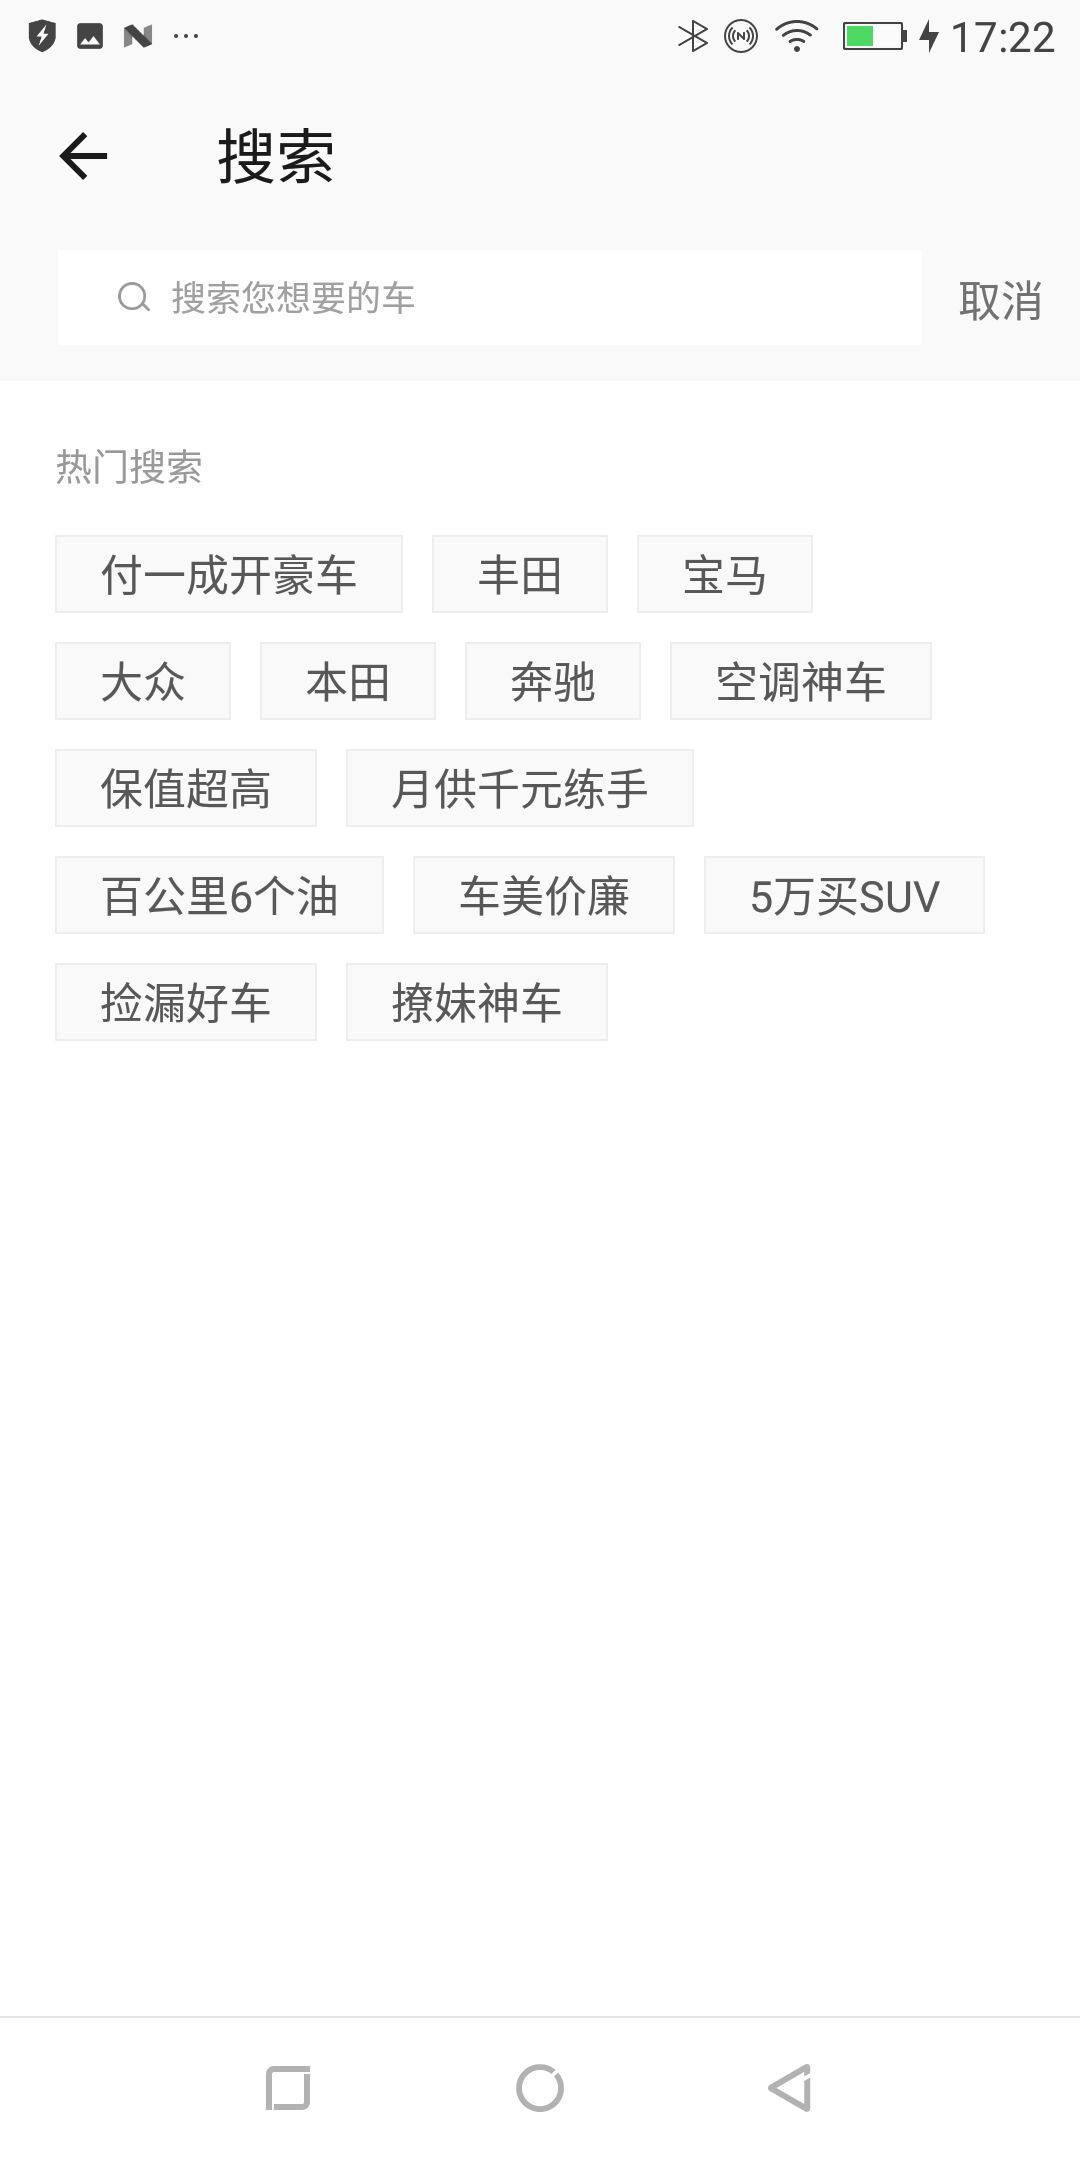 17:22
搜索
搜索您想要的车 取消
热门搜索
付一成开豪车 丰田 宝马
大众 本田 奔驰 空调神车
保值超高 月供千元练手
百公里6个油 车美价廉 5万买SUV
捡漏好车 撩妹神车